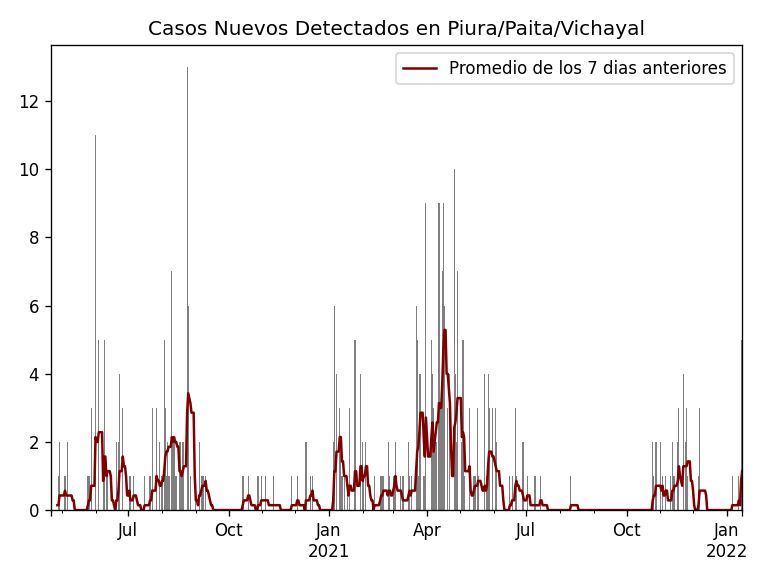 Casos Nuevos Detectados en Piura/Paita/Vichayal
Promedio de los 7 dias anteriores
12
10
8
6
4
2
0
Jul
Oct
Jan
2021
Apr
Jul
Oct
Jan
2022